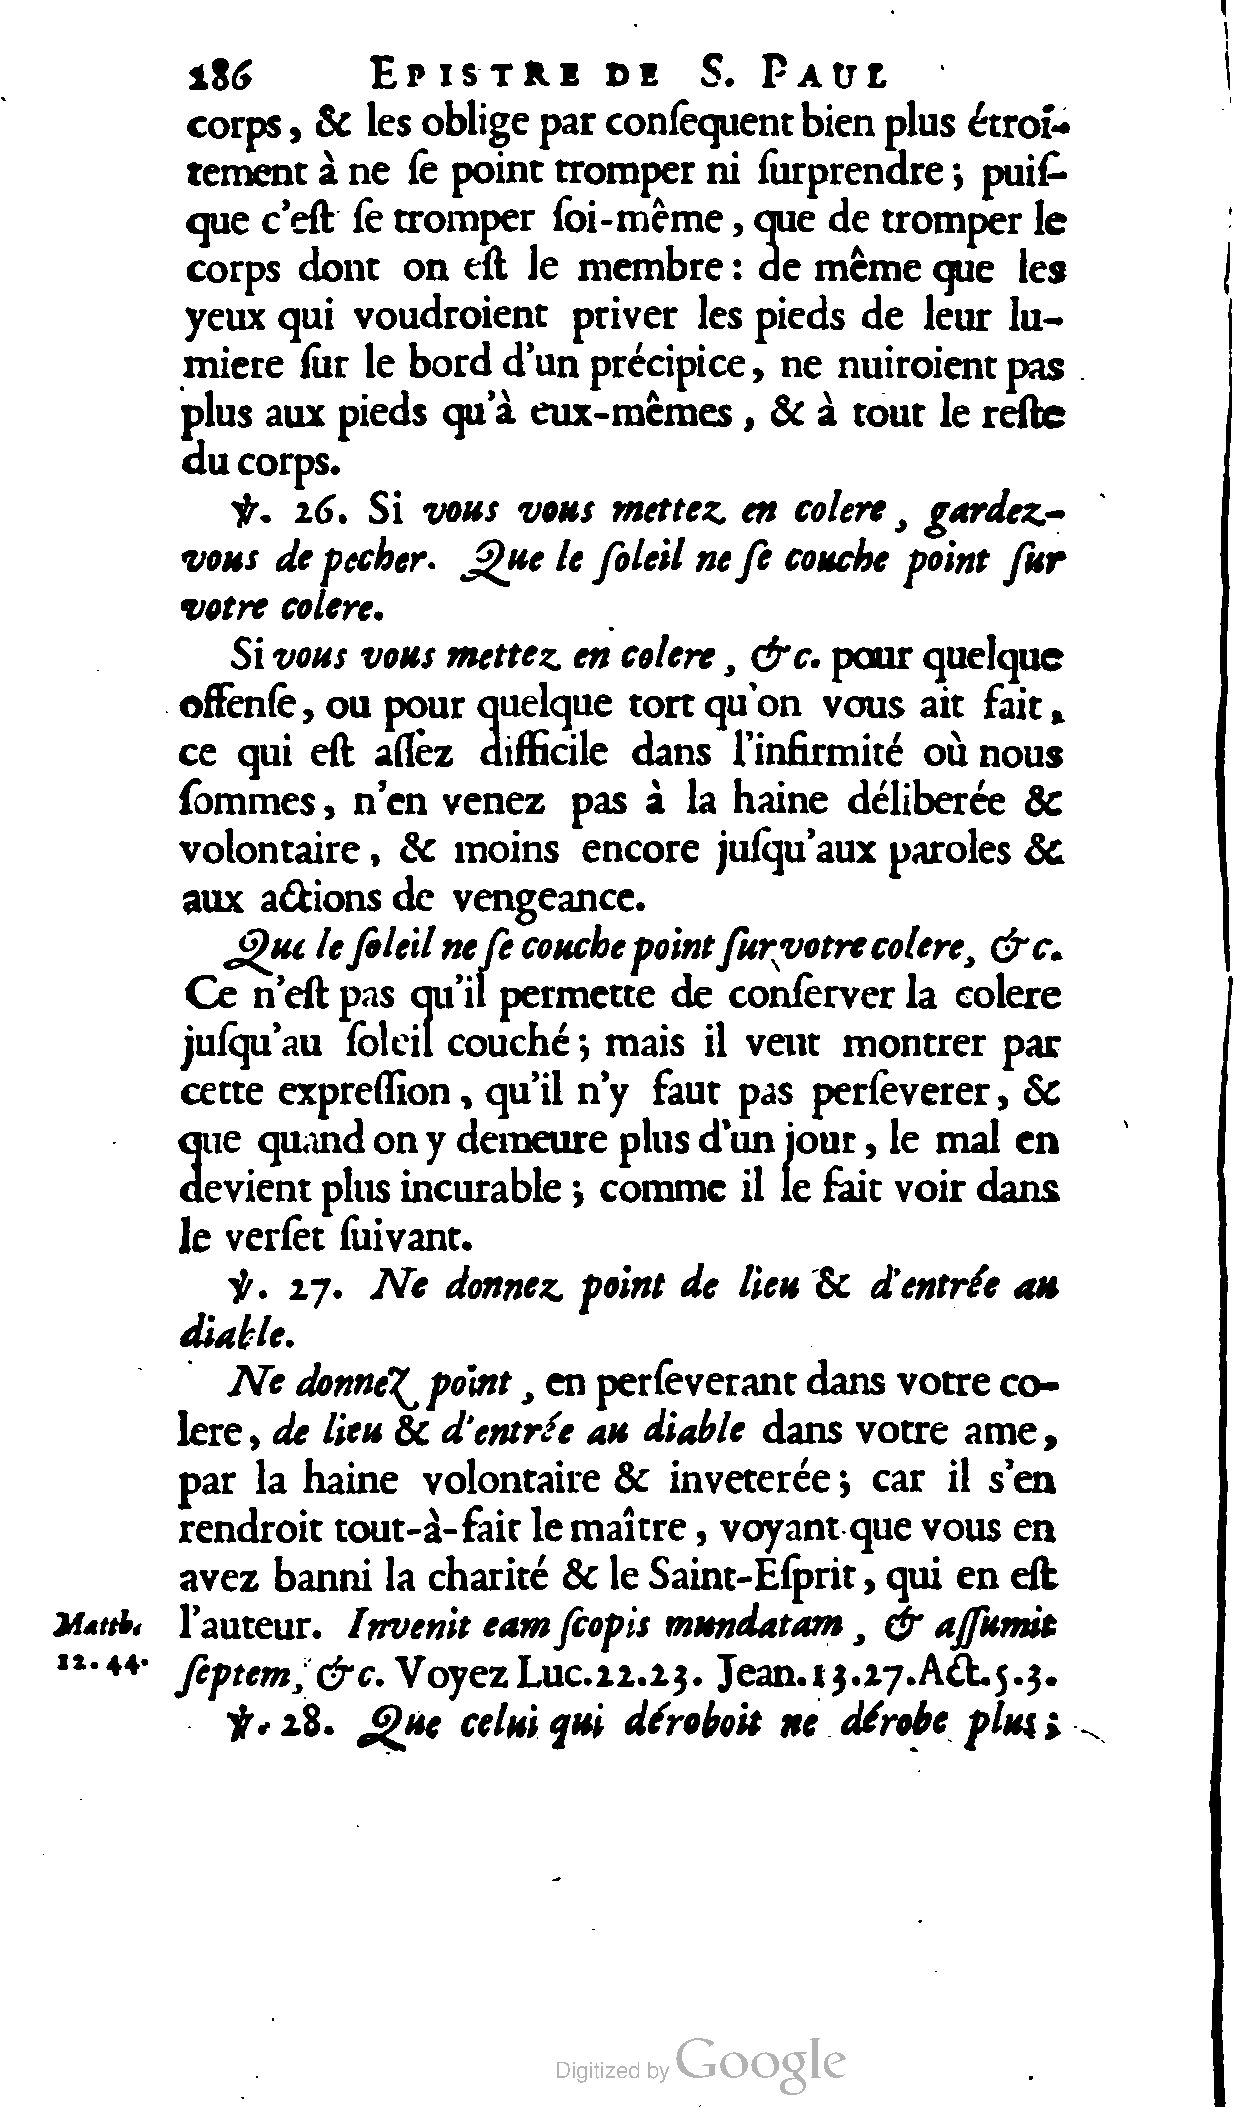 186 EPISTRE DE S. PAUL
corps, & les oblige par conſequent bien plus étroi-
tement à ne ſe point tromper ni ſurprendre; puiſ-
que c'eſt ſe tromper ſoi-même, que de tromper le
corps dont on eſt le membre: de même que les
yeux qui voudroient priver les pieds de leur lu-
miere ſur le bord d'un précipice, ne nuiroient pas
plus aux pieds qu'à eux-mêmes, & à tout le reſte
du corps.
℣. 26. Si vous vous mettez en colere, gardez-
vous de pecher. Que le ſoleil ne ſe couche point ſur
votre colere.
Si vous vous mettez en colere, &c. pour quelque
offenſe, ou pour quelque tort qu'on vous ait fait,
ce qui eſt aſſez difficile dans l'infirmité où nous
ſommes, n'en venez pas à la haine déliberée &
volontaire, & moins encore juſqu'aux paroles &
aux actions de vengeance.
Que le ſoleil ne ſe couche point ſur votre colere, &c.
Ce n'eſt pas qu'il permette de conſerver la colere
juſqu'au ſoleil couché; mais il veut montrer par
cette expreſſion, qu'il n'y faut pas perſeverer, &
que quand on y demeure plus d'un jour, le mal en
devient plus incurable; comme il le fait voir dans
le verſet ſuivant.
℣. 27. Ne donnez point de lieu & d'entrée au
diable.
Ne donnez point, en perſeverant dans votre co-
lere, de lieu & d'entrée au diable dans votre ame,
par la haine volontaire & inveterée; car il s'en
rendroit tout-à-fait le maître, voyant que vous en
avez banni la charité & le Saint-Eſprit, qui en eſt
Matth. l'auteur. Invenit eam ſcopis mundatam, & aſſumit
12. 44. ſeptem, &c. Voyez Luc. 22. 23. Jean. 13. 27. Act. 5. 3.
℣. 28. Que celui qui déroboit ne dérobe plus;
Digitized by Google